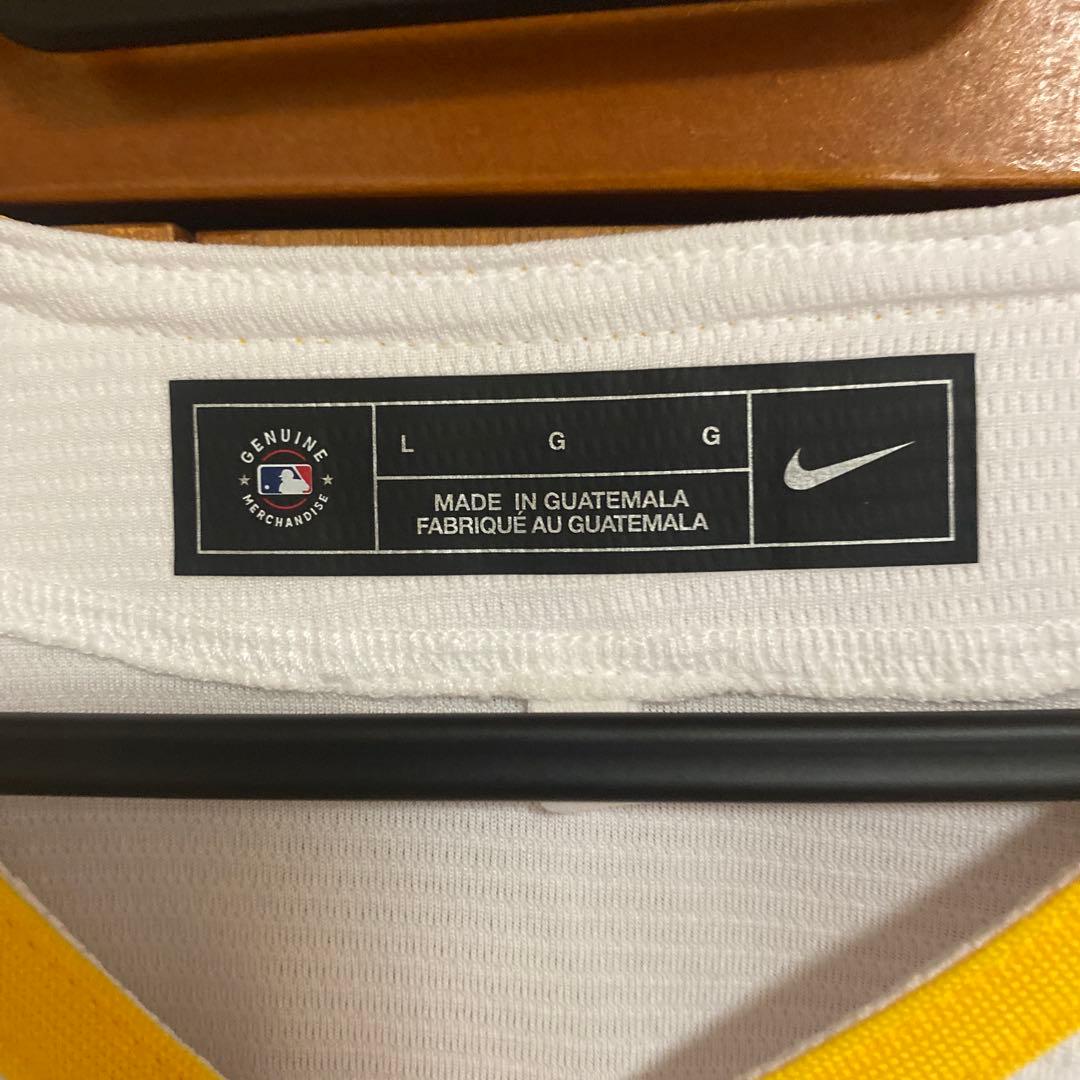 GENUINE
MERCHANDISE
L G G
MADE IN GUATEMALA
FABRIQUÉ AU GUATEMALA